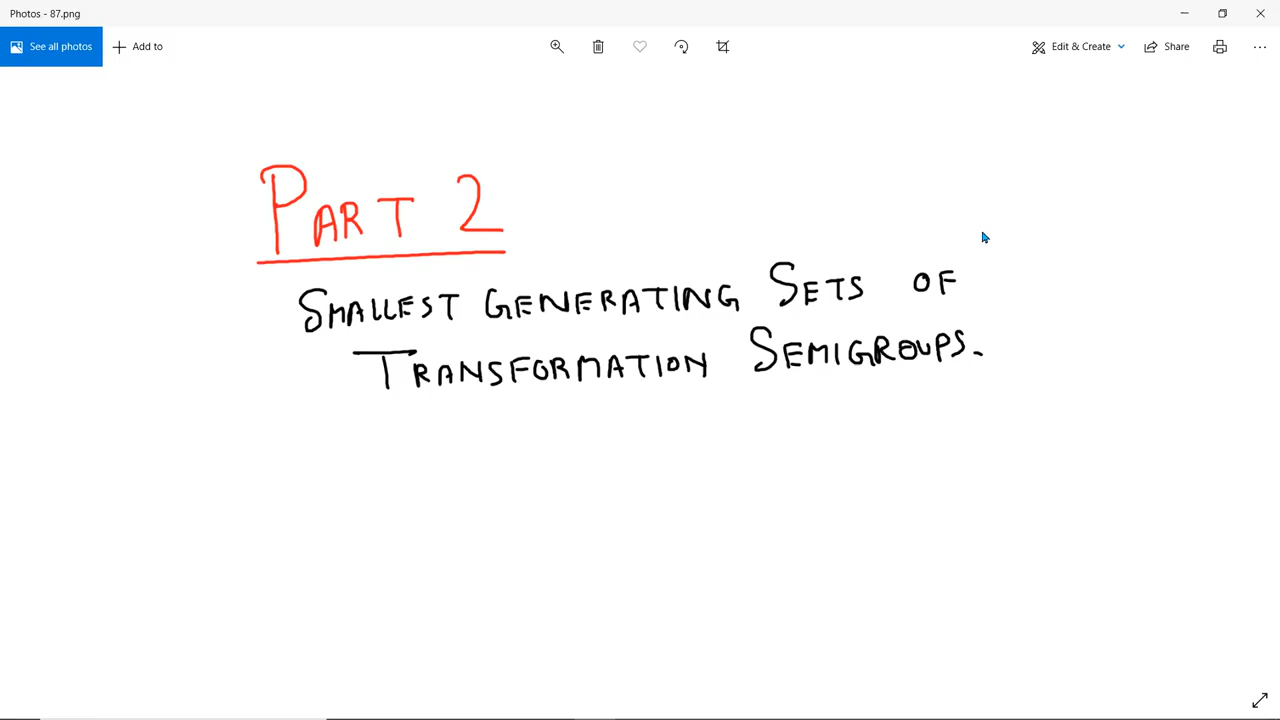 Photos - 87.png
See all photos
Add to
Edit & Create
Share
PART 2
SMALLEST GENERATING SETS OF
TRANSFORMATION SEMIGROUPS.